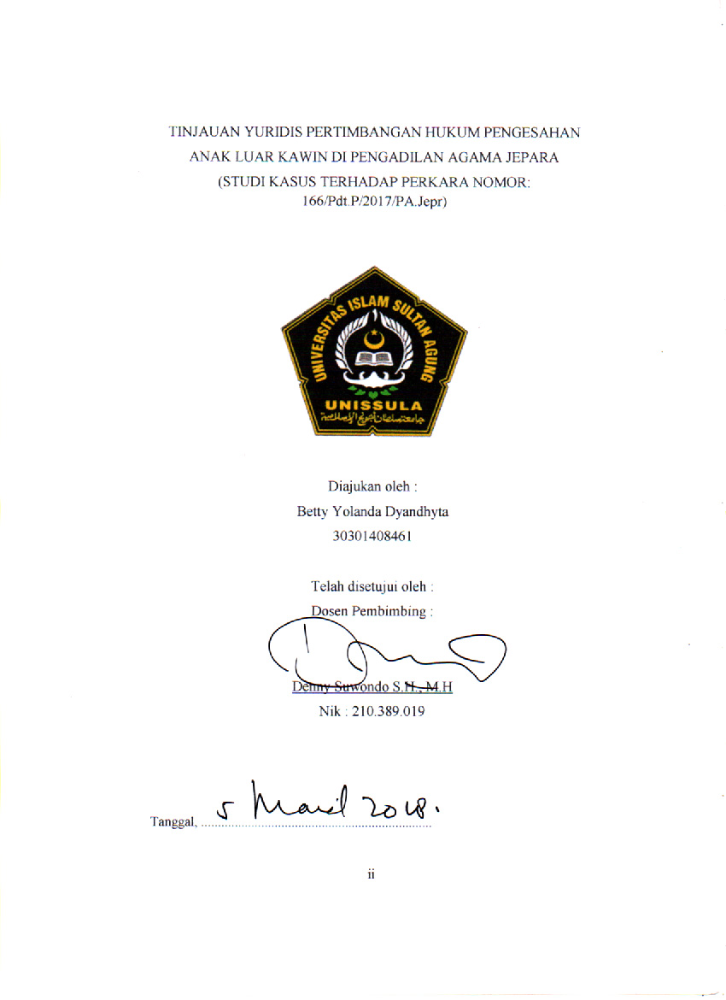 TINJAUAN YURIDIS PERTIMBANGAN HUKUM PENGESAHAN
ANAK LUAR KAWIN DI PENGADILAN AGAMA JEPARA
(STUDI KASUS TERHADAP PERKARA NOMOR:
166/Pdt.P/2017/PA.Jepr)
UNIVERSITAS ISLAM SULTAN AGUNG
UNISSULA
جامعتسلطان أجونج الإسلامية
Diajukan oleh :
Betty Yolanda Dyandhyta
30301408461
Telah disetujui oleh :
Dosen Pembimbing :
Denny Suwondo S.H., M.H
Nik : 210.389.019
Tanggal, 5 Maret 2018.
ii